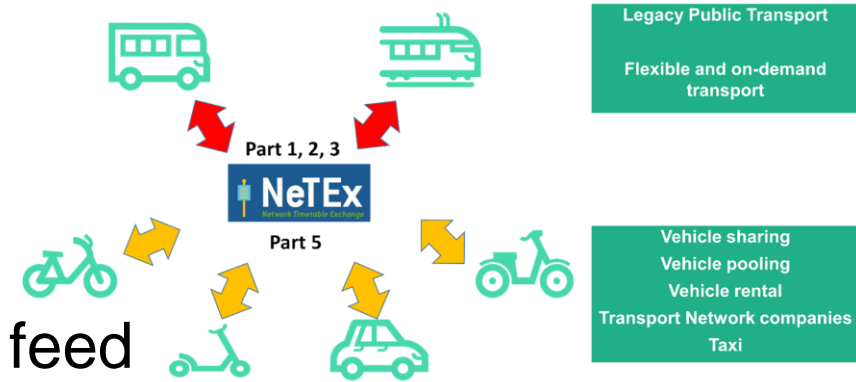 Legacy Public Transport
Flexible and on-demand
transport
Part 1, 2, 3
NeTEx
Network Timetable Exchange
Part 5
Vehicle sharing
Vehicle pooling
Vehicle rental
Transport Network companies
Taxi
feed